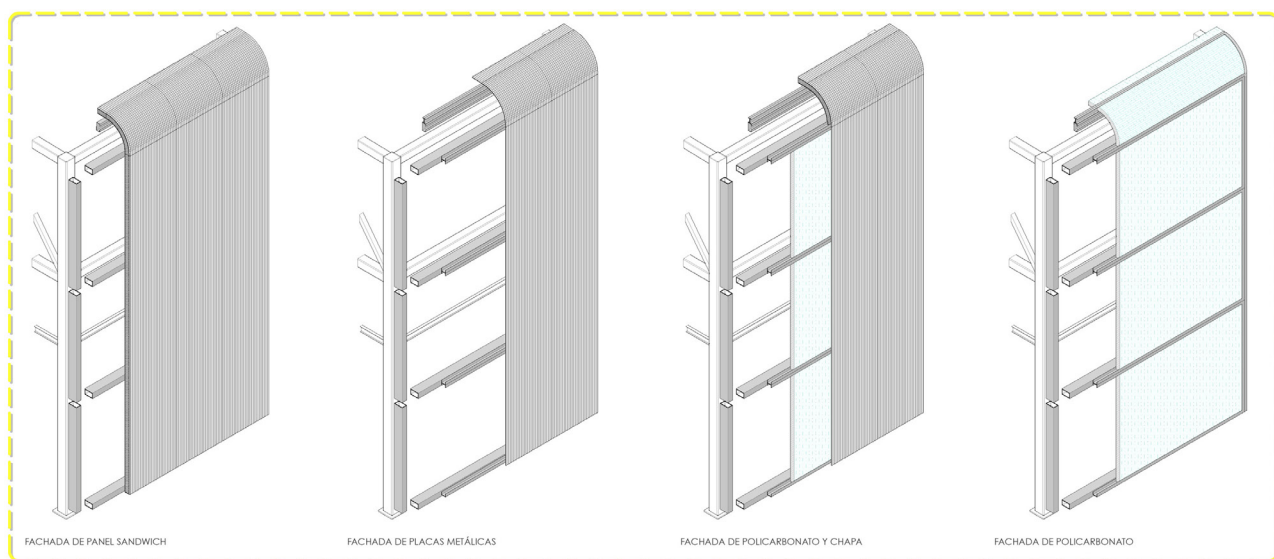 FACHADA DE PANEL SANDWICH
FACHADA DE PLACAS METÁLICAS
FACHADA DE POLICARBONATO Y CHAPA
FACHADA DE POLICARBONATO